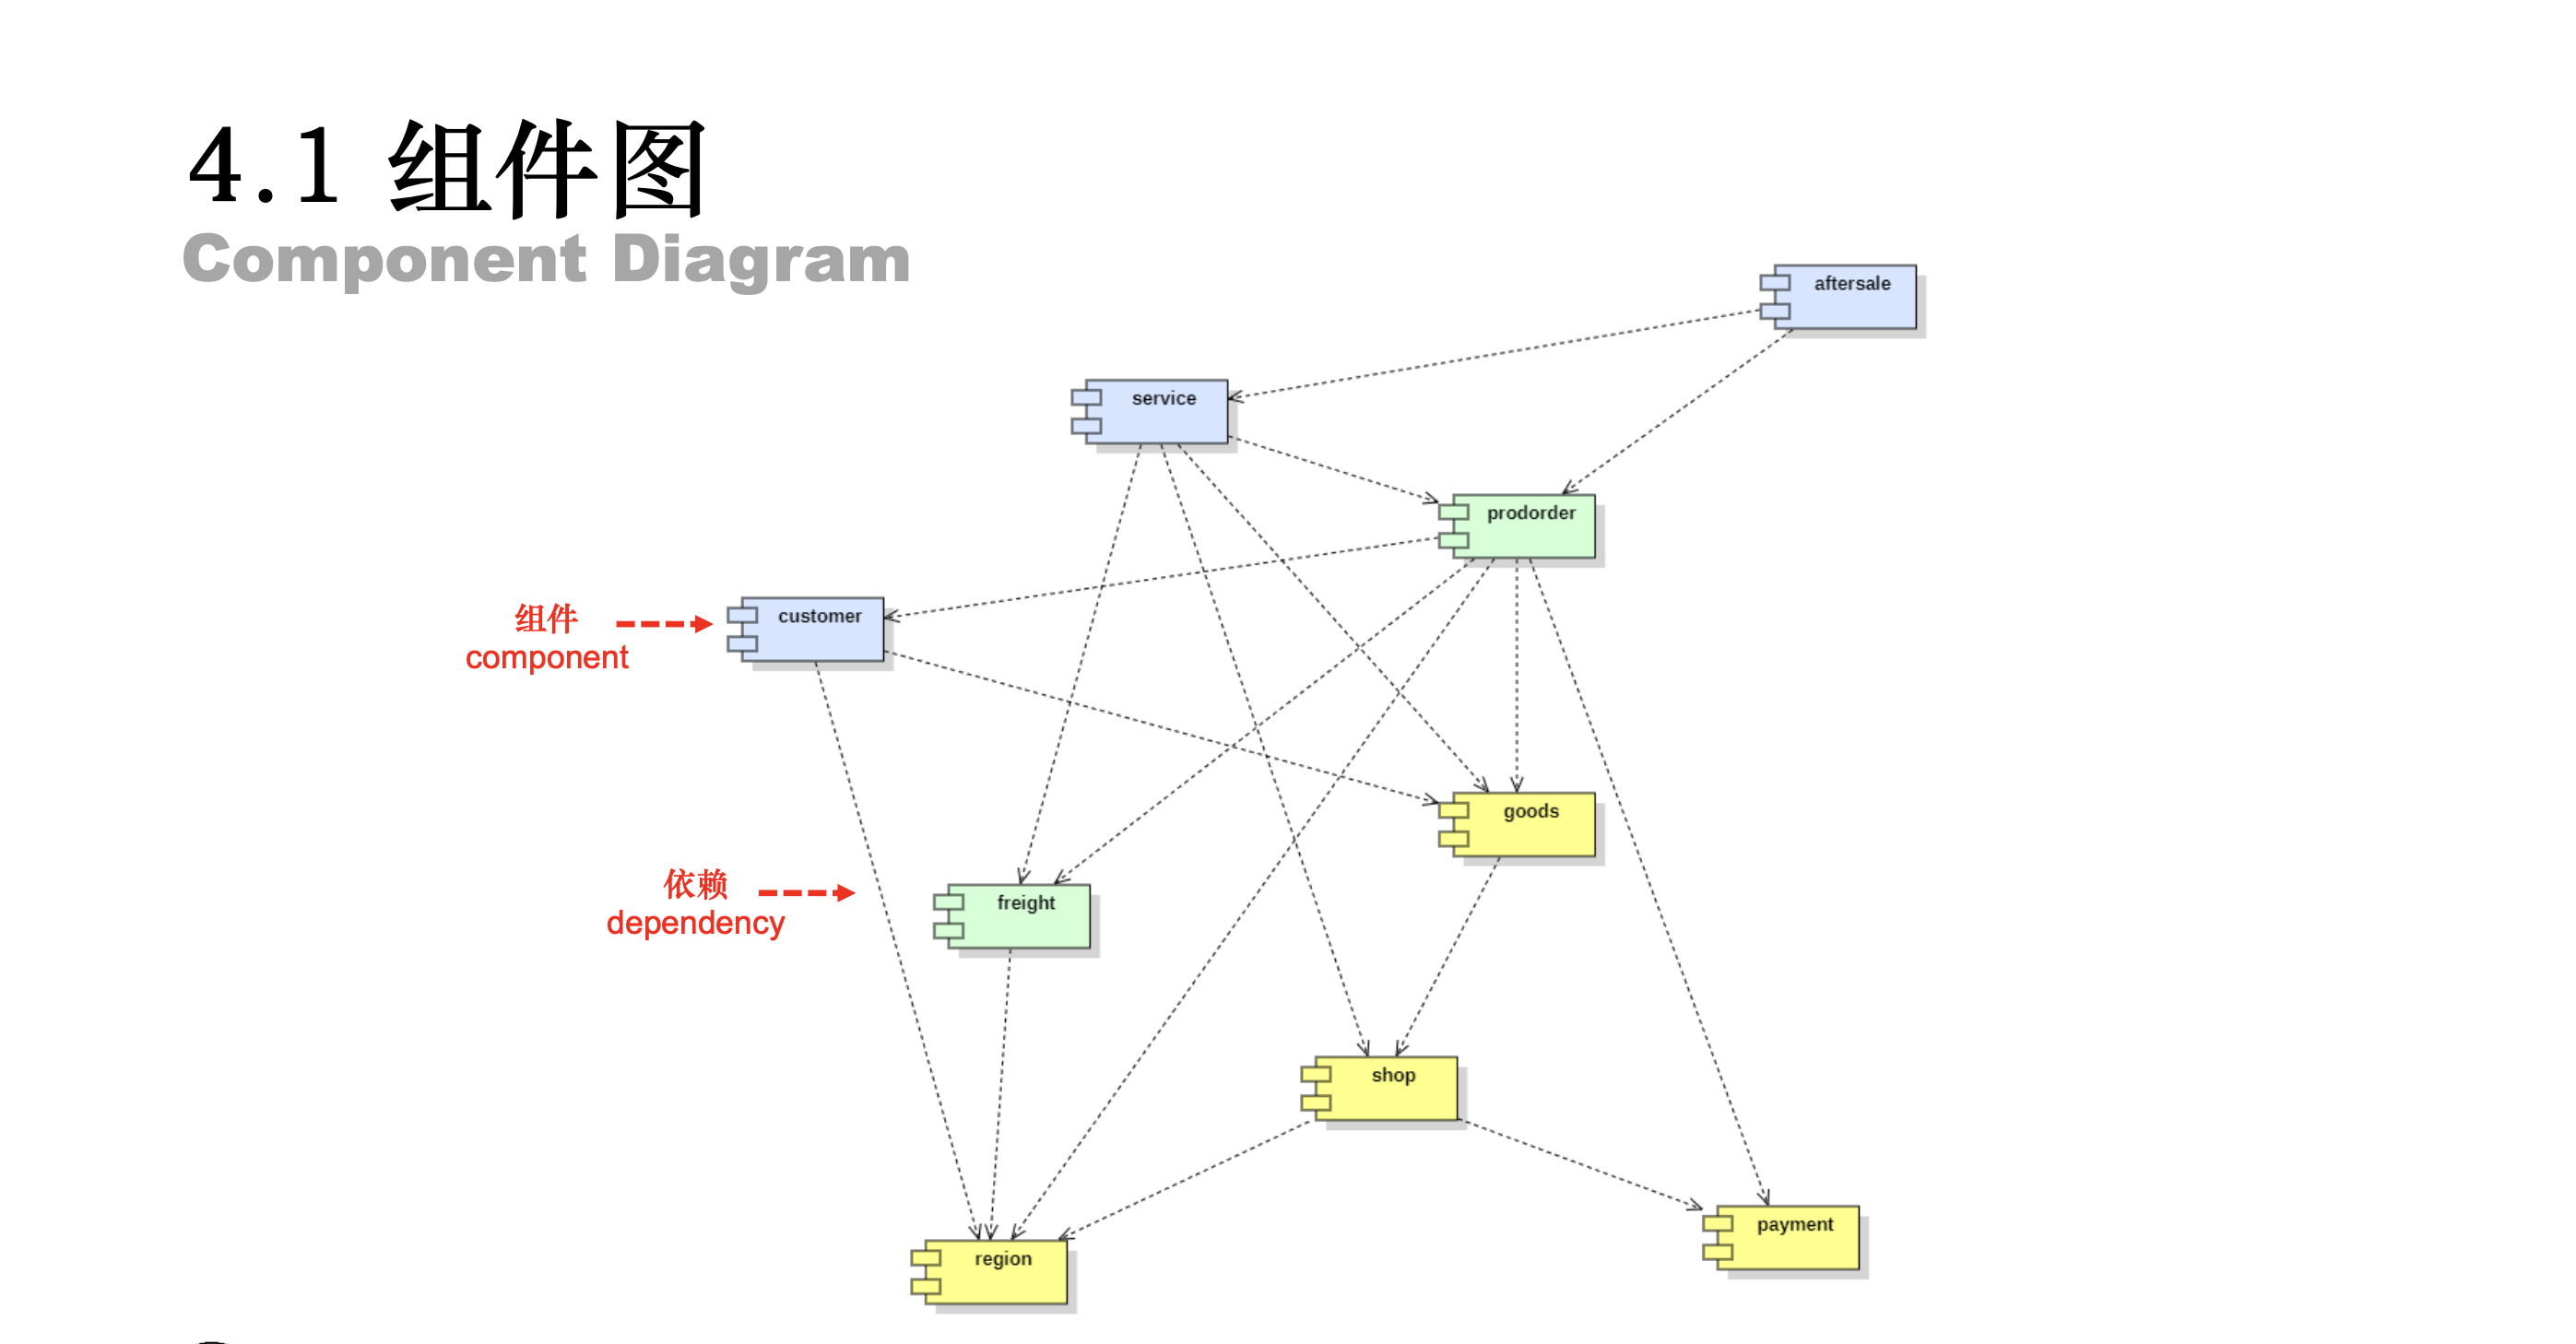 4.1 组件图
Component Diagram
aftersale
service
prodorder
组件
component
customer
goods
依赖
dependency
freight
shop
payment
region